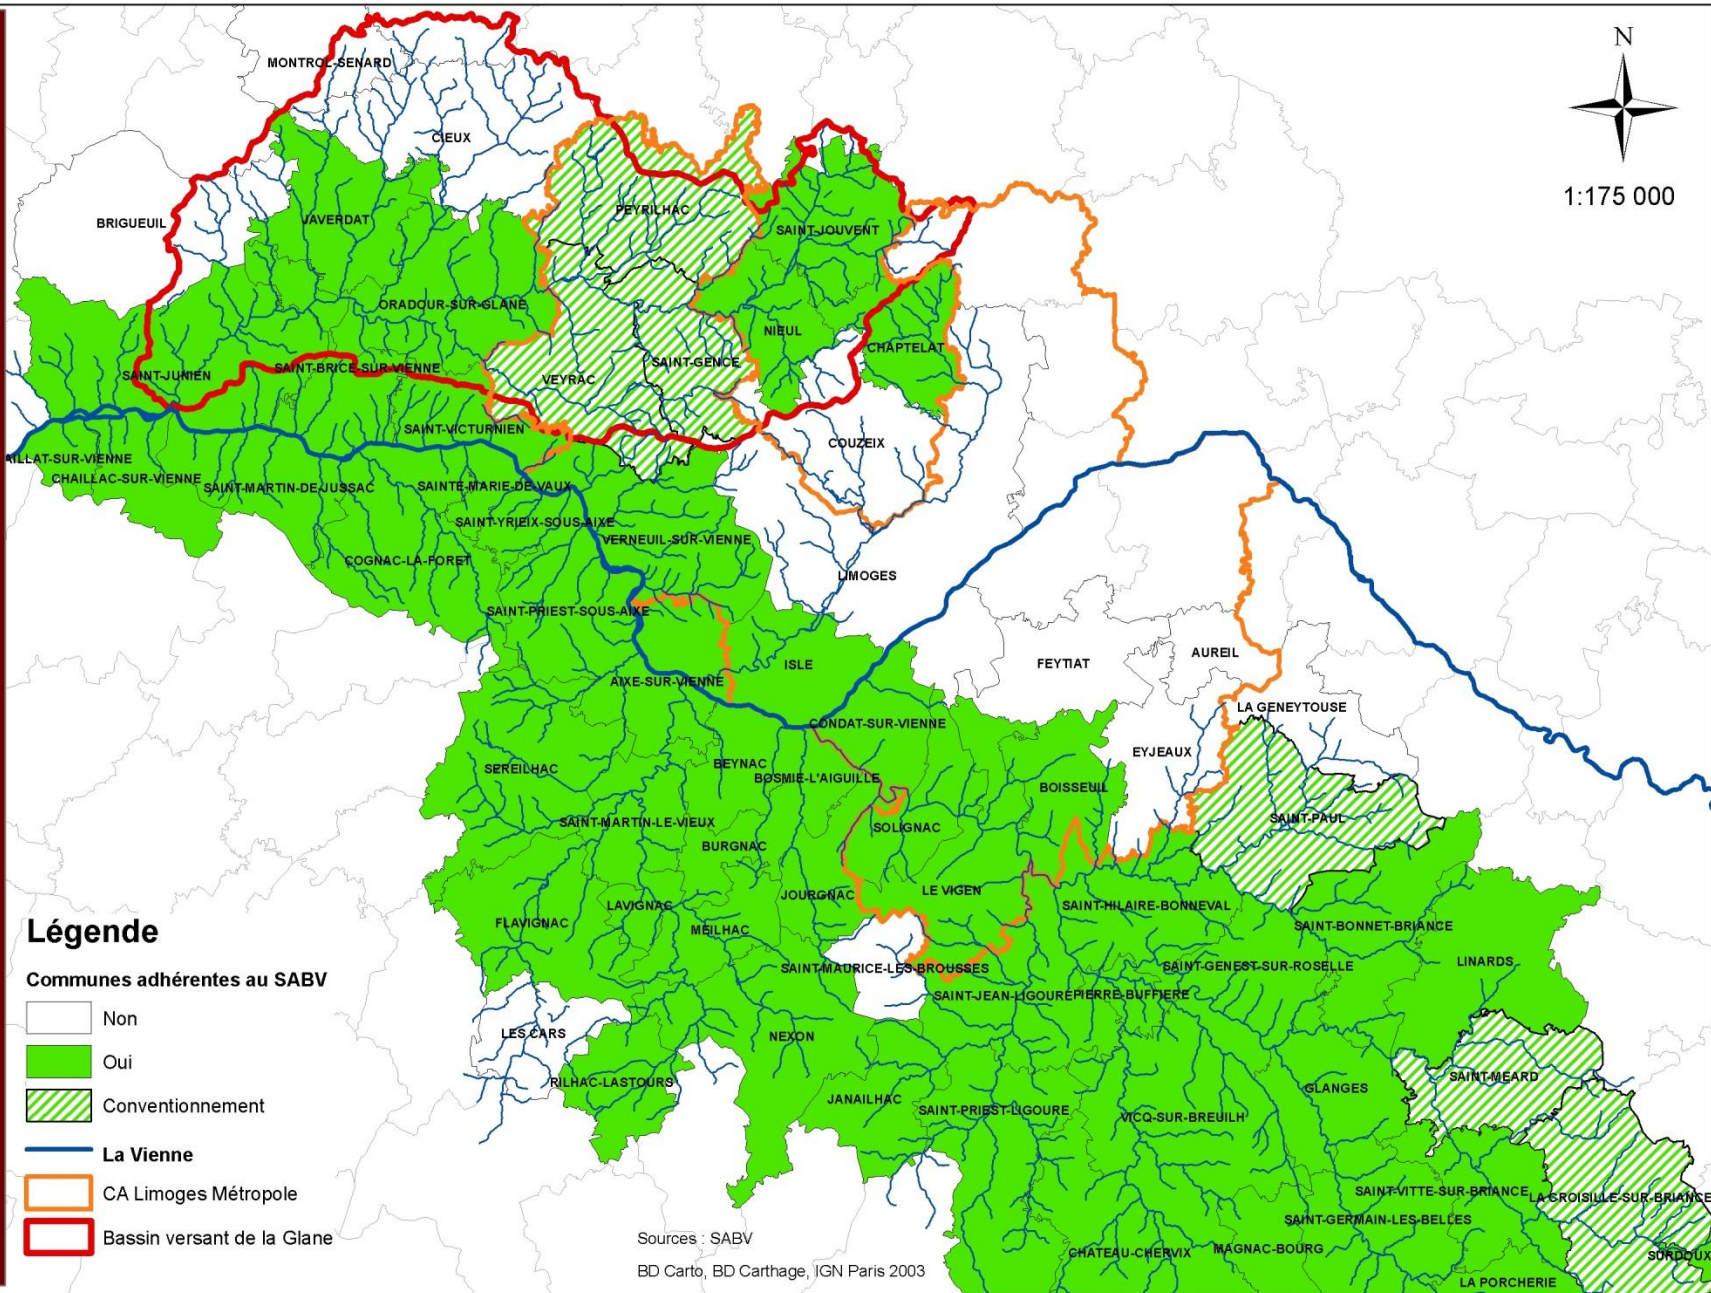 N
1:175 000
MONTROL-SENARD
CIEUX
BRIGUEUIL
JAVERDAT
PEYRILHAC
SAINT-JOUVENT
ORADOUR-SUR-GLANE
NIEUL
CHAPTELAT
SAINT-JUNIEN
SAINT-BRICE-SUR-VIENNE
VEYRAC
SAINT-GENCE
SAINT-VICTURNIEN
COUZEIX
AILLAT-SUR-VIENNE
CHAILLAC-SUR-VIENNE
SAINT-MARTIN-DE-JUSSAC
SAINTE-MARIE-DE-VAUX
SAINT-YRIEIX-SOUS-AIXE
VERNEUIL-SUR-VIENNE
COGNAC-LA-FORET
LIMOGES
SAINT-PRIEST-SOUS-AIXE
ISLE
FEYTIAT
AUREIL
AIXE-SUR-VIENNE
LA GENEYTOUSE
CONDAT-SUR-VIENNE
EYJEAUX
SEREILHAC
BEYNAC
BOSMIE-L'AIGUILLE
BOISSEUIL
SAINT-MARTIN-LE-VIEUX
SOLIGNAC
SAINT-PAUL
BURGNAC
JOURGNAC
LE VIGEN
LAVIGNAC
SAINT-HILAIRE-BONNEVAL
FLAVIGNAC
MEILHAC
SAINT-BONNET-BRIANCE
SAINT-MAURICE-LES-BROUSSES
SAINT-GENEST-SUR-ROSELLE
LINARDS
SAINT-JEAN-LIGOURE
PIERRE-BUFFIERE
LES CARS
NEXON
RILHAC-LASTOURS
JANAILHAC
SAINT-PRIEST-LIGOURE
VICQ-SUR-BREUILH
GLANGES
SAINT-MEARD
SAINT-VITTE-SUR-BRIANCE
LA CROISILLE-SUR-BRIANCE
SAINT-GERMAIN-LES-BELLES
CHATEAU-CHERVIX
MAGNAC-BOURG
SURDOUX
LA PORCHERIE
Légende
Communes adhérentes au SABV
Non
Oui
Conventionnement
La Vienne
CA Limoges Métropole
Bassin versant de la Glane
Sources : SABV
BD Carto, BD Carthage, IGN Paris 2003